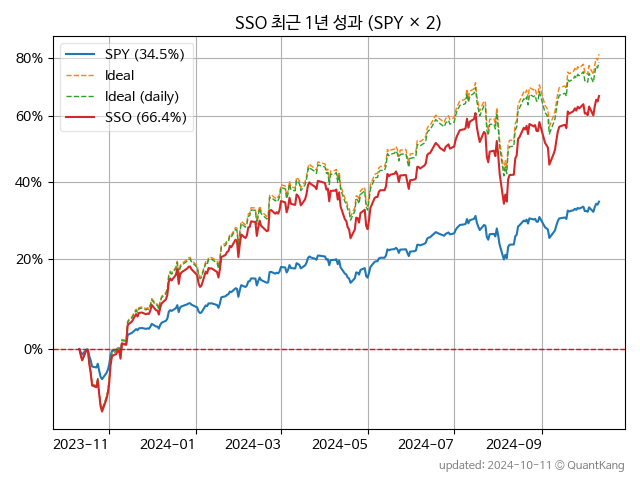 SSO 최근 1년 성과 (SPY × 2)
SPY (34.5%)
Ideal
Ideal (daily)
SSO (66.4%)
80%
60%
40%
20%
0%
2023-11 2024-01 2024-03 2024-05 2024-07 2024-09
updated: 2024-10-11 © QuantKang